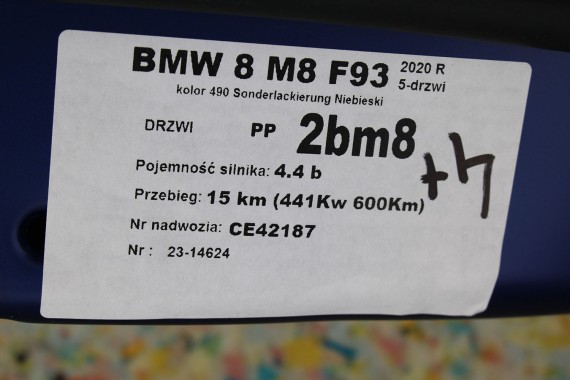 BMW 8 M8 F93 2020 R
5-drzwi
kolor 490 Sonderlackierung Niebieski
DRZWI PP 2bm8
Pojemność silnika: 4.4 b
Przebieg: 15 km (441Kw 600Km)
Nr nadwozia: CE42187
Nr : 23-14624